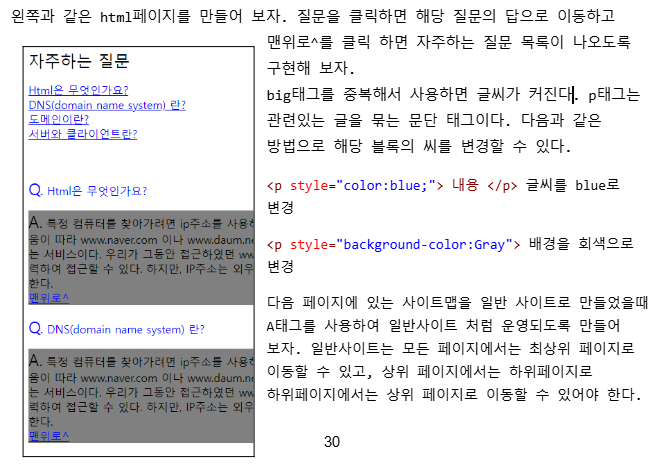 왼쪽과 같은 html페이지를 만들어 보자. 질문을 클릭하면 해당 질문의 답으로 이동하고
맨위로^를 클릭 하면 자주하는 질문 목록이 나오도록
구현해 보자.
big태그를 중복해서 사용하면 글씨가 커진다. p태그는
관련있는 글을 묶는 문단 태그이다. 다음과 같은
방법으로 해당 블록의 씨를 변경할 수 있다.
<p style="color:blue;"> 내용 </p> 글씨를 blue로
변경
<p style="background-color:Gray"> 배경을 회색으로
변경
다음 페이지에 있는 사이트맵을 일반 사이트로 만들었을때
A태그를 사용하여 일반사이트 처럼 운영되도록 만들어
보자. 일반사이트는 모든 페이지에서는 최상위 페이지로
이동할 수 있고, 상위 페이지에서는 하위페이지로
하위페이지에서는 상위 페이지로 이동할 수 있어야 한다.
자주하는 질문
Html은 무엇인가요?
DNS(domain name system) 란?
도메인이란?
서버와 클라이언트란?
Q. Html은 무엇인가요?
A. 특정 컴퓨터를 찾아가려면 ip주소를 사용하
움이 따라 www.naver.com 이나 www.daum.ne
는 서비스이다. 우리가 그동안 접근하였던 ww
력하여 접근할 수 있다. 하지만, IP주소는 외우
한다.
맨위로^
Q. DNS(domain name system) 란?
A. 특정 컴퓨터를 찾아가려면 ip주소를 사용하
움이 따라 www.naver.com 이나 www.daum.ne
는 서비스이다. 우리가 그동안 접근하였던 ww
력하여 접근할 수 있다. 하지만, IP주소는 외우
한다.
맨위로^
30